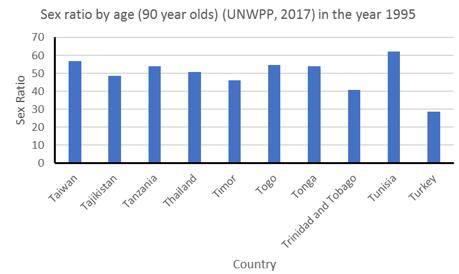 Sex ratio by age (90 year olds) (UNWPP, 2017) in the year 1995
70
60
50
40
30
20
10
0
Sex Ratio
Taiwan
Tajikistan
Tanzania
Thailand
Timor
Togo
Tonga
Trinidad and Tobago
Tunisia
Turkey
Country